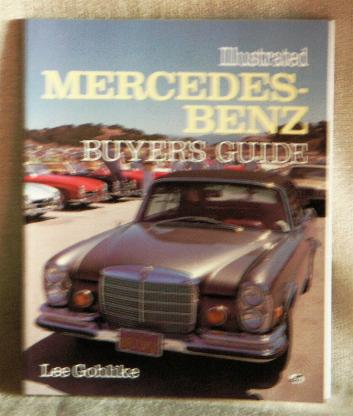 Illustrated
MERCEDES-
BENZ
BUYER'S GUIDE
Lee Gohlike